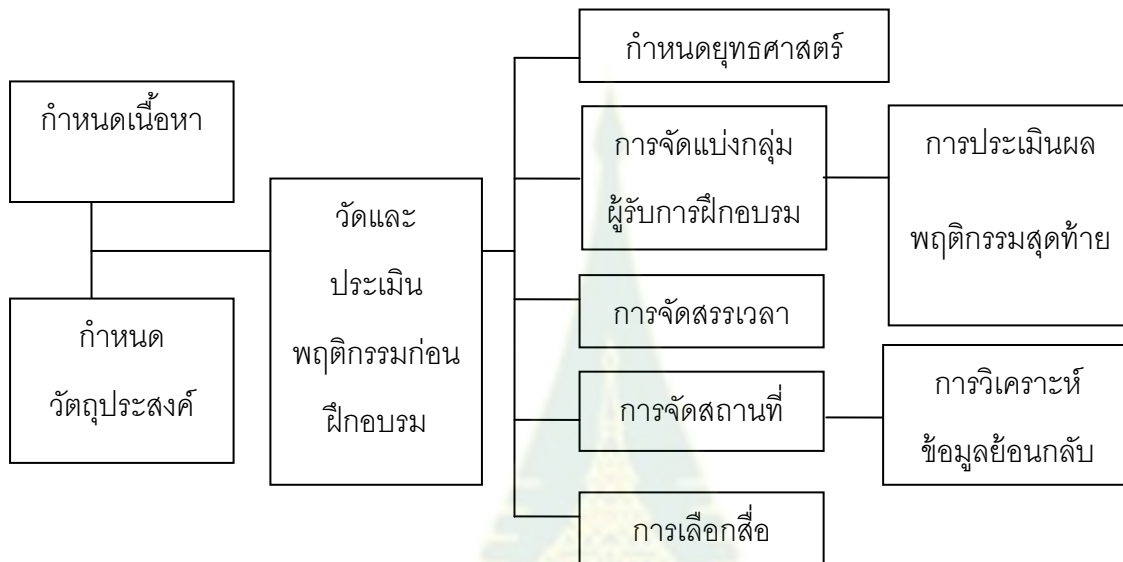 กำหนดเนื้อหา
กำหนด
วัตถุประสงค์
วัดและ
ประเมิน
พฤติกรรมก่อน
ฝึกอบรม
กำหนดยุทธศาสตร์
การจัดแบ่งกลุ่ม
ผู้รับการฝึกอบรม
การจัดสรรเวลา
การจัดสถานที่
การเลือกสื่อ
การประเมินผล
พฤติกรรมสุดท้าย
การวิเคราะห์
ข้อมูลย้อนกลับ